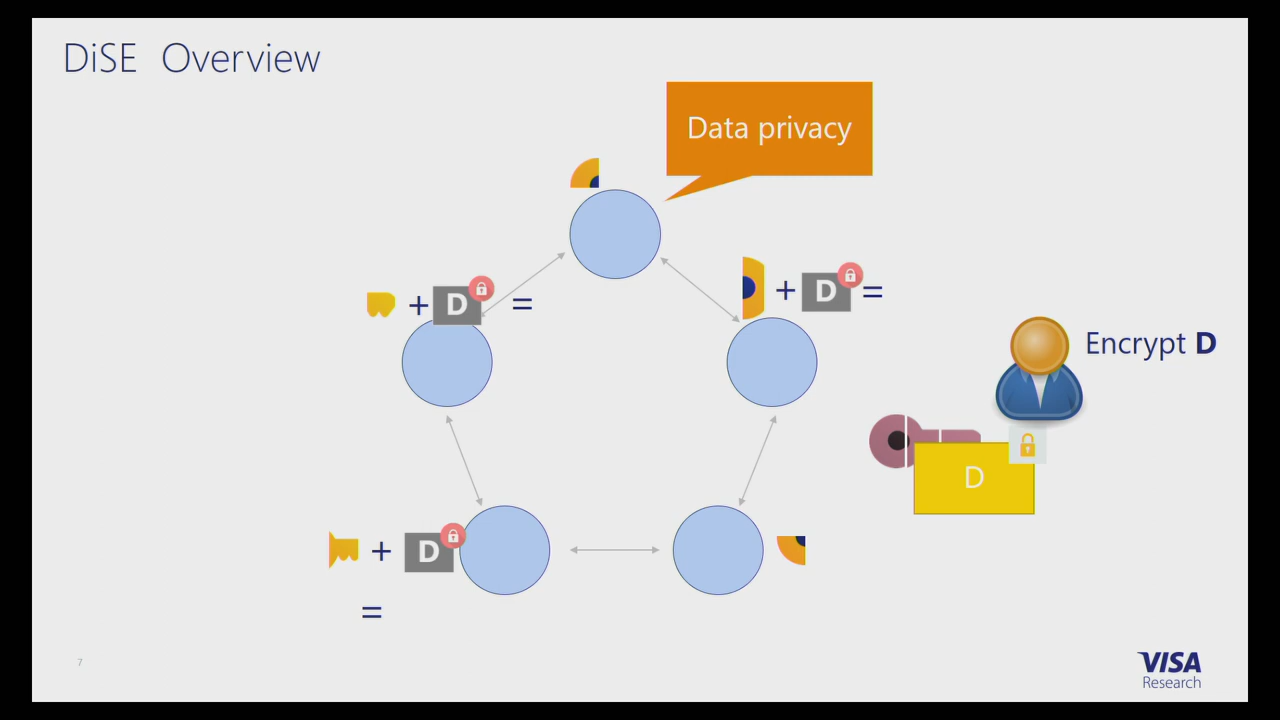 DiSE Overview
Data privacy
+ D =
+ D =
Encrypt D
D
+ D
=
7
VISA
Research